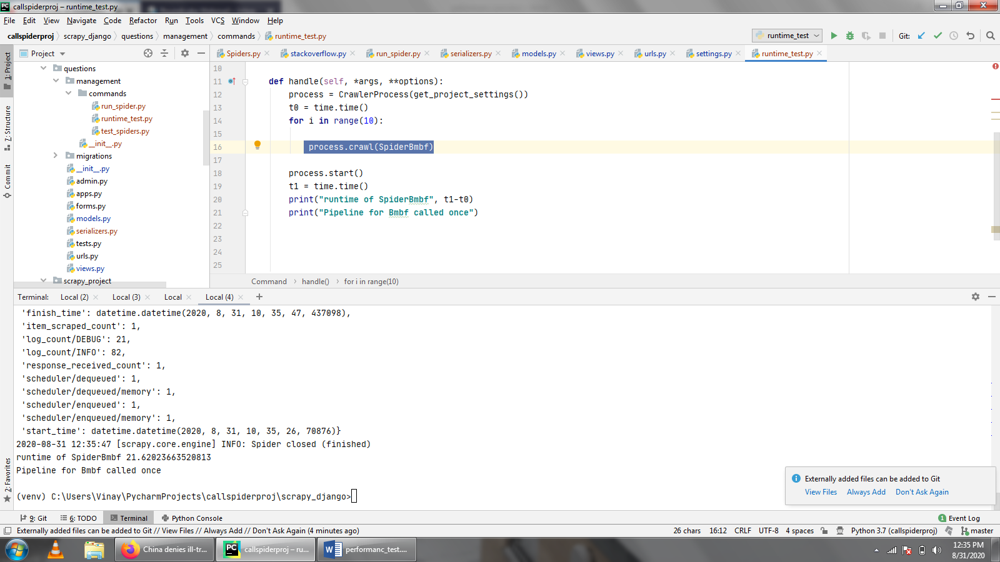 callspiderproj – runtime_test.py
File Edit View Navigate Code Refactor Run Tools VCS Window Help
callspiderproj scrapy_django questions management commands runtime_test.py
runtime_test
Git:
1: Project
7: Structure
Commit
2: Favorites
Project
Spiders.py stackoverflow.py run_spider.py serializers.py models.py views.py urls.py settings.py runtime_test.py
questions
management
commands
run_spider.py
runtime_test.py
test_spiders.py
__init__.py
migrations
__init__.py
admin.py
apps.py
forms.py
models.py
serializers.py
tests.py
urls.py
views.py
scrapy_project
10
11 def handle(self, *args, **options):
12 process = CrawlerProcess(get_project_settings())
13 t0 = time.time()
14 for i in range(10):
15
16 process.crawl(SpiderBmbf)
17
18 process.start()
19 t1 = time.time()
20 print("runtime of SpiderBmbf", t1-t0)
21 print("Pipeline for Bmbf called once")
22
23
24
25
Command handle() for i in range(10)
Terminal: Local (2) Local (3) Local Local (4) +
'finish_time': datetime.datetime(2020, 8, 31, 10, 35, 47, 437098),
'item_scraped_count': 1,
'log_count/DEBUG': 21,
'log_count/INFO': 82,
'response_received_count': 1,
'scheduler/dequeued': 1,
'scheduler/dequeued/memory': 1,
'scheduler/enqueued': 1,
'scheduler/enqueued/memory': 1,
'start_time': datetime.datetime(2020, 8, 31, 10, 35, 26, 70876)}
2020-08-31 12:35:47 [scrapy.core.engine] INFO: Spider closed (finished)
runtime of SpiderBmbf 21.62023663520813
Pipeline for Bmbf called once
(venv) C:\Users\Vinay\PycharmProjects\callspiderproj\scrapy_django>
Externally added files can be added to Git
View Files Always Add Don't Ask Again
9: Git 6: TODO Terminal Python Console
1 Event Log
Externally added files can be added to Git // View Files // Always Add // Don't Ask Again (4 minutes ago)
26 chars 16:12 CRLF UTF-8 4 spaces Python 3.7 (callspiderproj) master
China denies ill-tr... callspiderproj – ru... performanc_test....
12:35 PM
8/31/2020